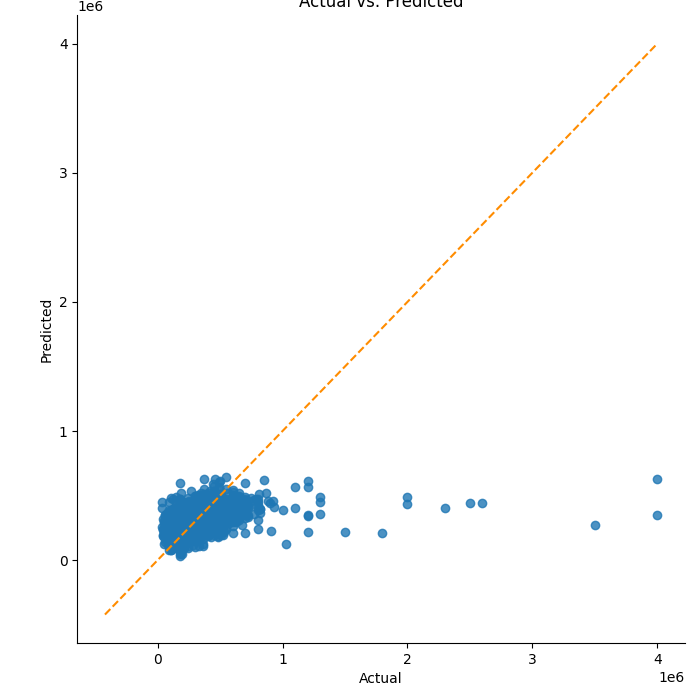 Actual vs. Predicted
1e6
4
3
2
1
0
Predicted
0 1 2 3 4
1e6
Actual